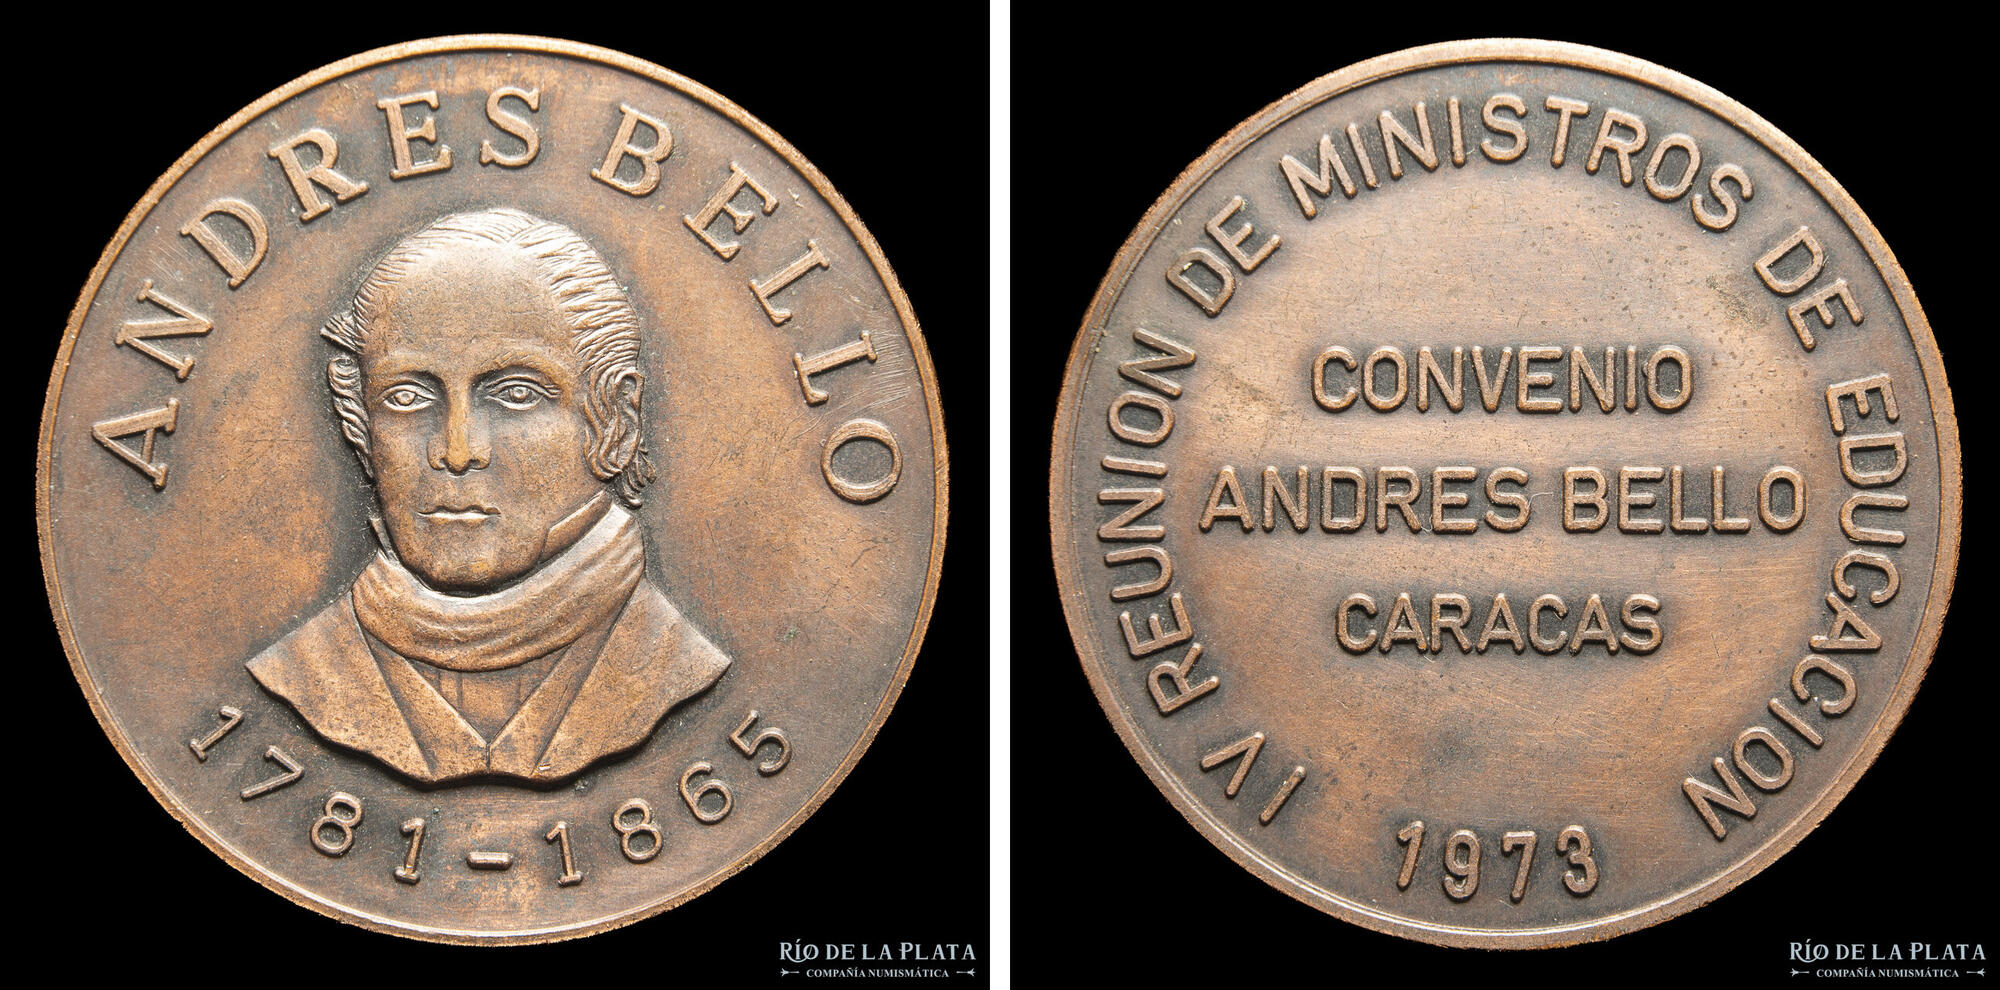 ANDRES BELLO
1781-1865
RÍO DE LA PLATA
COMPAÑÍA NUMISMÁTICA
IV REUNION DE MINISTROS DE EDUCACION
CONVENIO
ANDRES BELLO
CARACAS
1973
RÍO DE LA PLATA
COMPAÑÍA NUMISMÁTICA